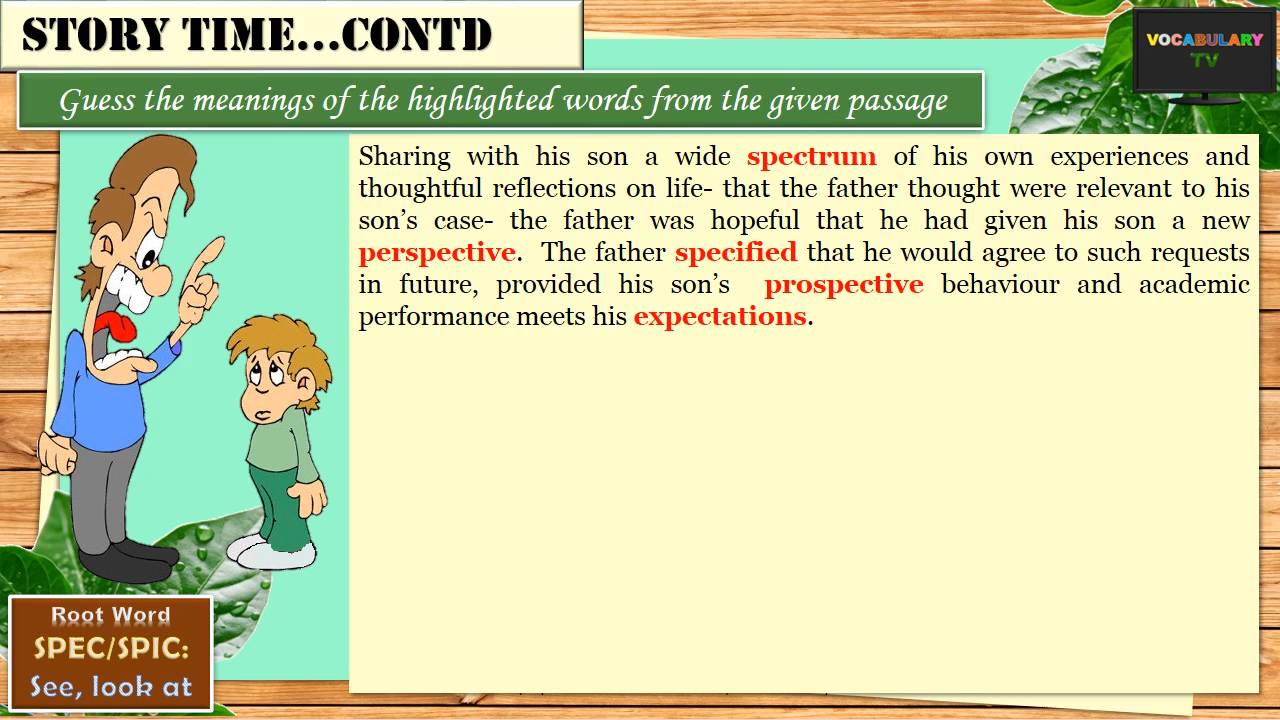 STORY TIME...CONTD
VOCABULARY
TV
Guess the meanings of the highlighted words from the given passage
Sharing with his son a wide spectrum of his own experiences and
thoughtful reflections on life- that the father thought were relevant to his
son’s case- the father was hopeful that he had given his son a new
perspective. The father specified that he would agree to such requests
in future, provided his son’s prospective behaviour and academic
performance meets his expectations.
Root Word
SPEC/SPIC:
See, look at